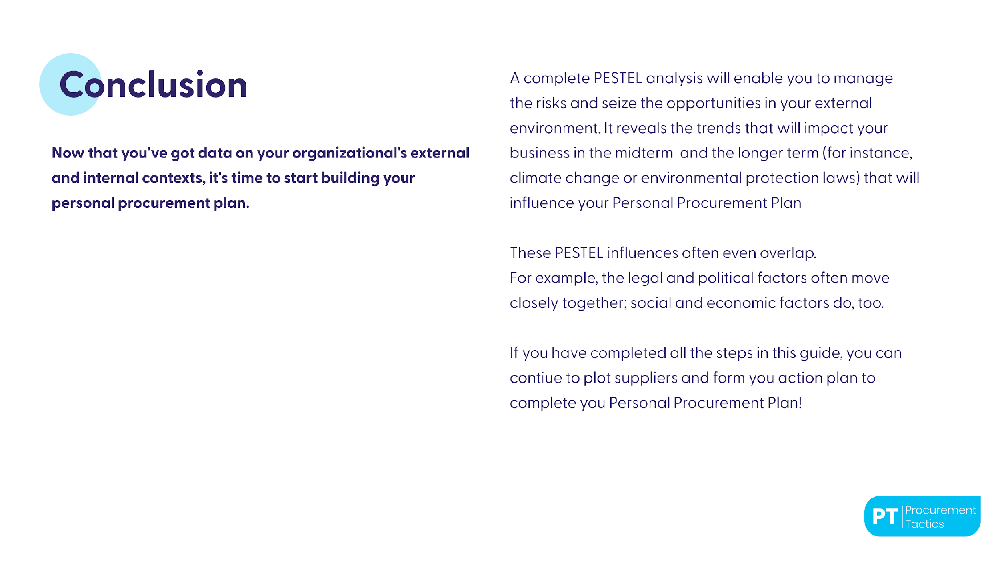 Conclusion
Now that you've got data on your organizational's external
and internal contexts, it's time to start building your
personal procurement plan.
A complete PESTEL analysis will enable you to manage
the risks and seize the opportunities in your external
environment. It reveals the trends that will impact your
business in the midterm  and the longer term (for instance,
climate change or environmental protection laws) that will
influence your Personal Procurement Plan
These PESTEL influences often even overlap.
For example, the legal and political factors often move
closely together; social and economic factors do, too.
If you have completed all the steps in this guide, you can
contiue to plot suppliers and form you action plan to
complete you Personal Procurement Plan!
PT
Procurement
Tactics